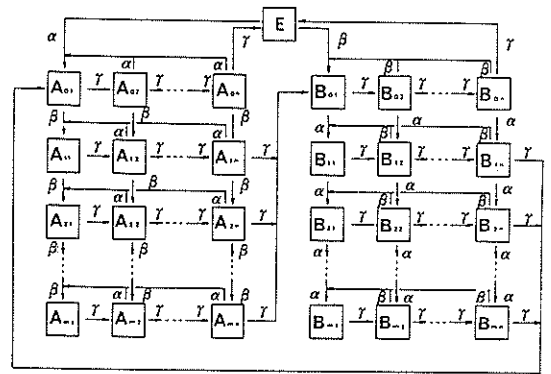 E
α β γ
α α γ β β
A₀₁ γ A₀₂ γ γ A₀ₙ B₀₁ γ B₀₂ γ γ B₀ₙ
β β β α α α
α α β β
A₁₁ γ A₁₂ γ γ A₁ₙ γ B₁₁ γ B₁₂ γ γ B₁ₙ γ
β β β α α α
α α β β
A₂₁ γ A₂₂ γ γ A₂ₙ γ B₂₁ γ B₂₂ γ γ B₂ₙ γ
β β α α α
β α β α β α β α β α
Aₘ₁ γ Aₘ₂ γ γ Aₘₙ γ Bₘ₁ γ Bₘ₂ γ γ Bₘₙ γ